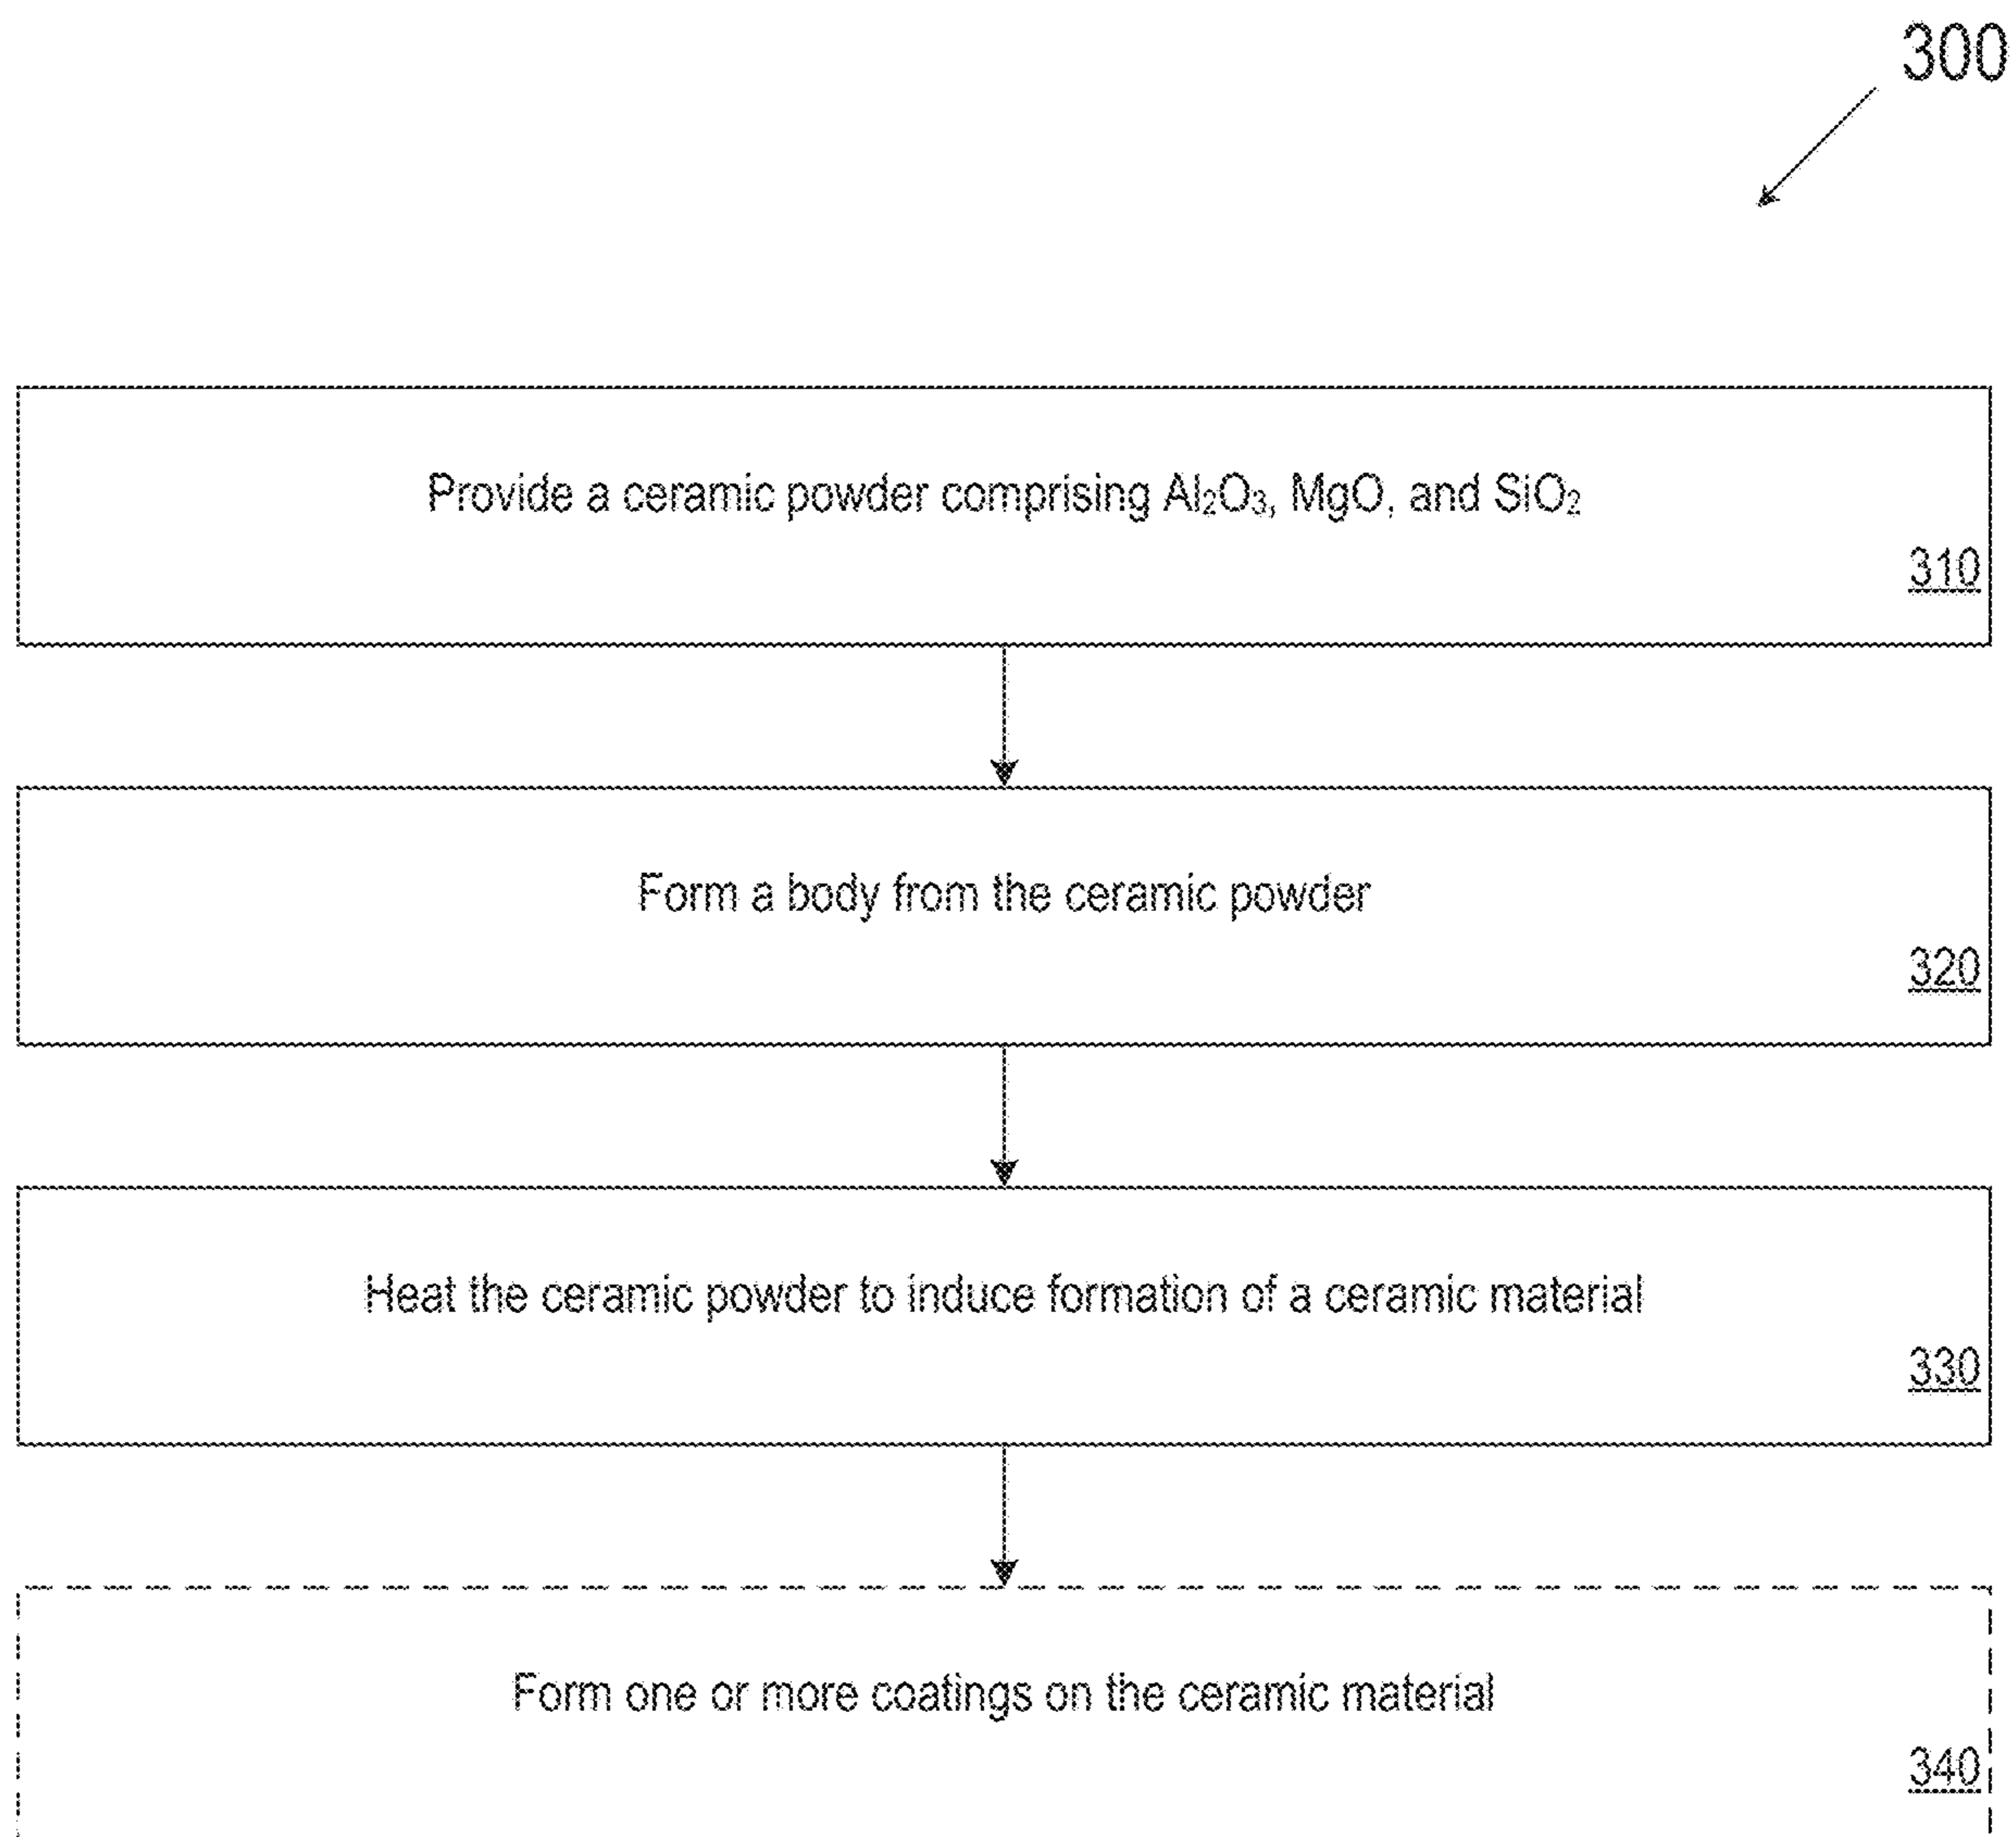 300
Provide a ceramic powder comprising Al₂O₃, MgO, and SiO₂
310
Form a body from the ceramic powder
320
Heat the ceramic powder to induce formation of a ceramic material
330
Form one or more coatings on the ceramic material
340